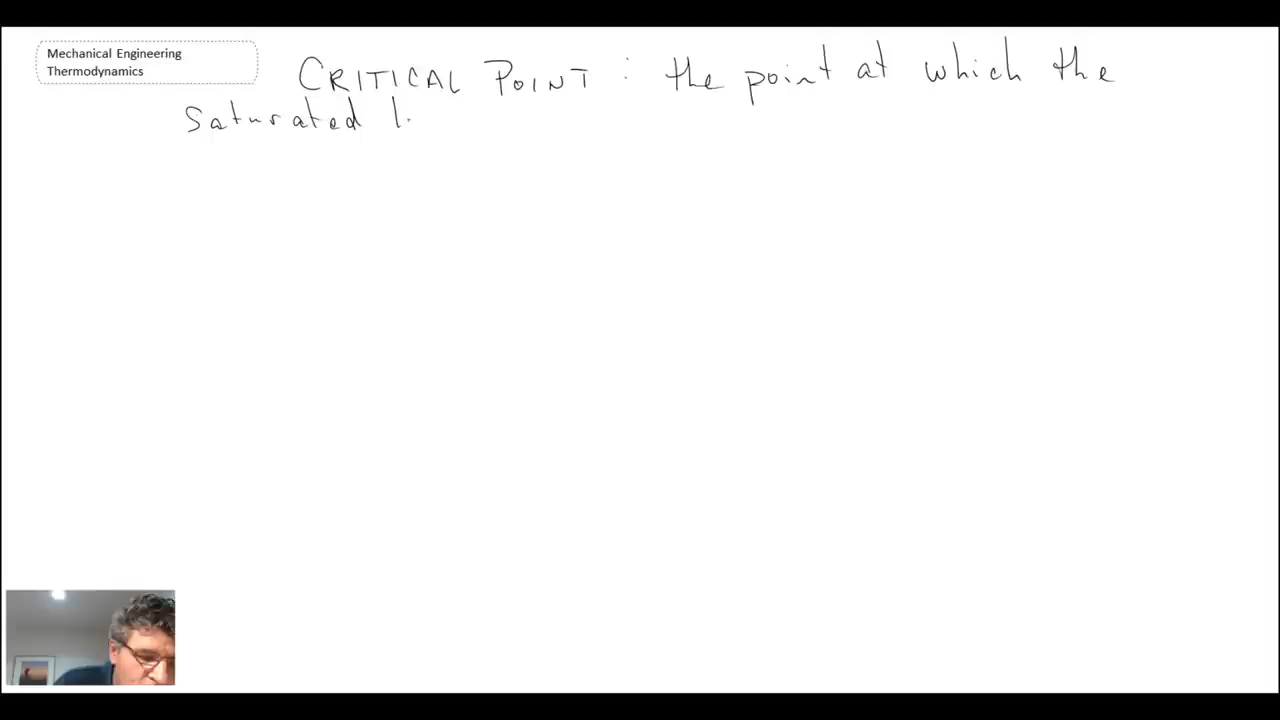 Mechanical Engineering
Thermodynamics
CRITICAL POINT : the point at which the
saturated l